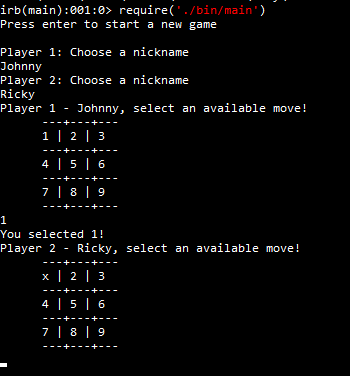 irb(main):001:0> require('./bin/main')
Press enter to start a new game
Player 1: Choose a nickname
Johnny
Player 2: Choose a nickname
Ricky
Player 1 - Johnny, select an available move!
---+---+---
1 | 2 | 3
---+---+---
4 | 5 | 6
---+---+---
7 | 8 | 9
---+---+---
1
You selected 1!
Player 2 - Ricky, select an available move!
---+---+---
x | 2 | 3
---+---+---
4 | 5 | 6
---+---+---
7 | 8 | 9
---+---+---